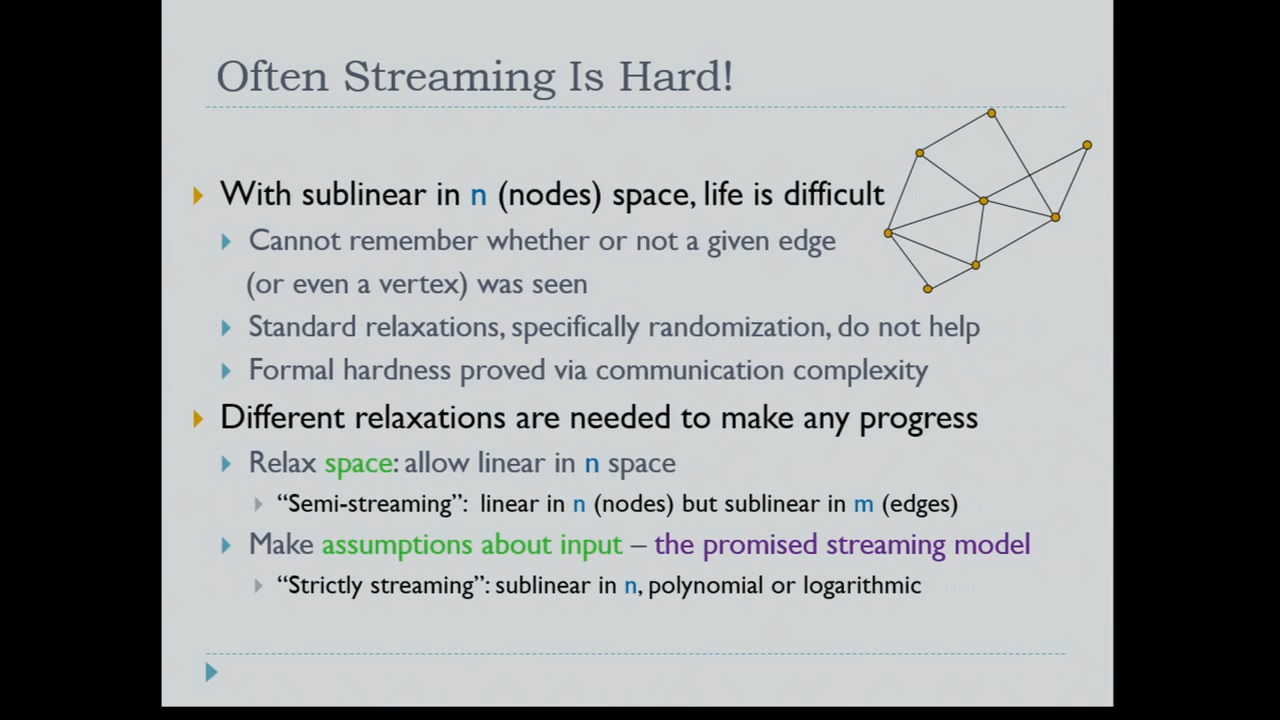 Often Streaming Is Hard!
With sublinear in n (nodes) space, life is difficult
Cannot remember whether or not a given edge
(or even a vertex) was seen
Standard relaxations, specifically randomization, do not help
Formal hardness proved via communication complexity
Different relaxations are needed to make any progress
Relax space: allow linear in n space
“Semi-streaming”: linear in n (nodes) but sublinear in m (edges)
Make assumptions about input – the promised streaming model
“Strictly streaming”: sublinear in n, polynomial or logarithmic